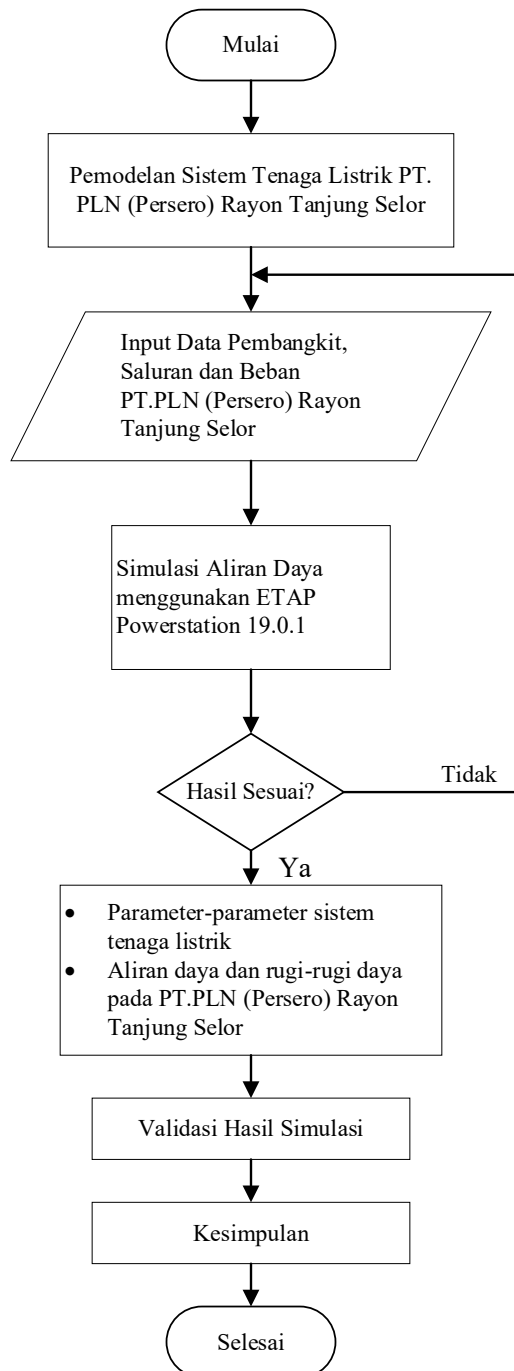 Mulai
Pemodelan Sistem Tenaga Listrik PT.
PLN (Persero) Rayon Tanjung Selor
Input Data Pembangkit,
Saluran dan Beban
PT.PLN (Persero) Rayon
Tanjung Selor
Simulasi Aliran Daya
menggunakan ETAP
Powerstation 19.0.1
Hasil Sesuai?
Tidak
Ya
• Parameter-parameter sistem
tenaga listrik
• Aliran daya dan rugi-rugi daya
pada PT.PLN (Persero) Rayon
Tanjung Selor
Validasi Hasil Simulasi
Kesimpulan
Selesai